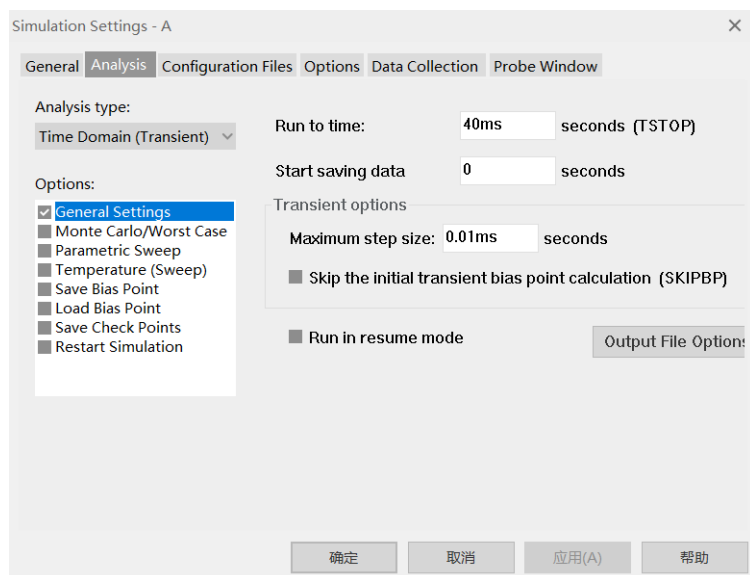 Simulation Settings - A
General Analysis Configuration Files Options Data Collection Probe Window
Analysis type:
Time Domain (Transient)
Options:
General Settings
Monte Carlo/Worst Case
Parametric Sweep
Temperature (Sweep)
Save Bias Point
Load Bias Point
Save Check Points
Restart Simulation
Run to time: 40ms seconds (TSTOP)
Start saving data 0 seconds
Transient options
Maximum step size: 0.01ms seconds
Skip the initial transient bias point calculation (SKIPBP)
Run in resume mode
Output File Options
确定 取消 应用(A) 帮助